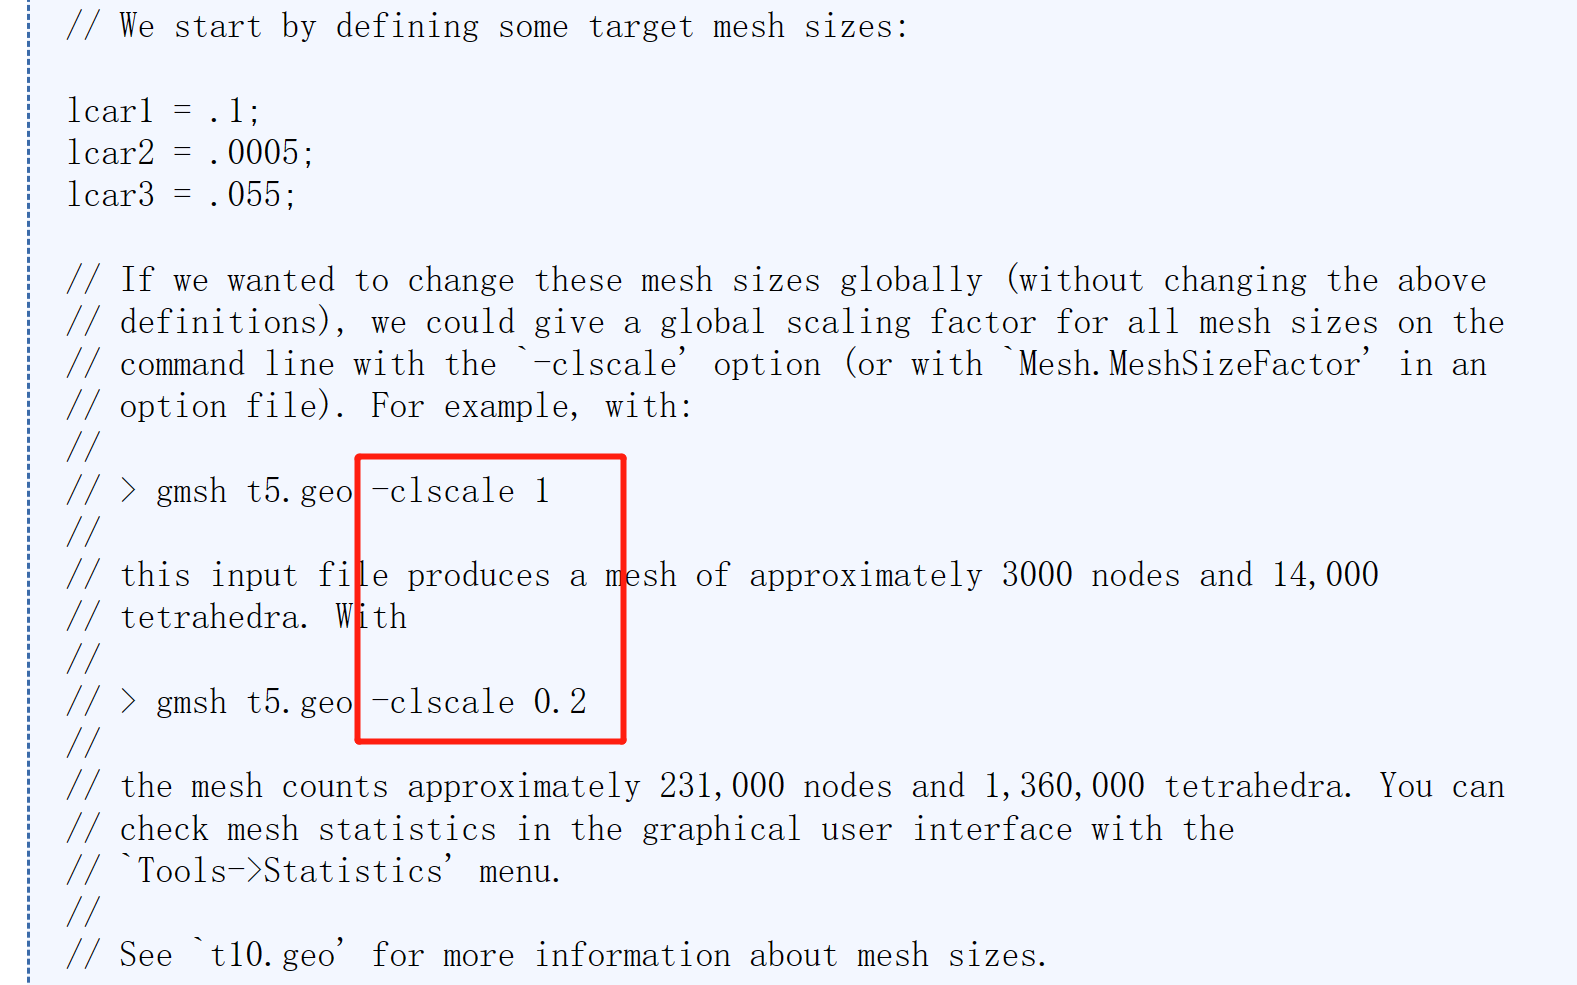 // We start by defining some target mesh sizes:
lcar1 = .1;
lcar2 = .0005;
lcar3 = .055;
// If we wanted to change these mesh sizes globally (without changing the above
// definitions), we could give a global scaling factor for all mesh sizes on the
// command line with the `-clscale' option (or with `Mesh.MeshSizeFactor' in an
// option file). For example, with:
//
// > gmsh t5.geo -clscale 1
//
// this input file produces a mesh of approximately 3000 nodes and 14,000
// tetrahedra. With
//
// > gmsh t5.geo -clscale 0.2
//
// the mesh counts approximately 231,000 nodes and 1,360,000 tetrahedra. You can
// check mesh statistics in the graphical user interface with the
// `Tools->Statistics' menu.
//
// See `t10.geo' for more information about mesh sizes.